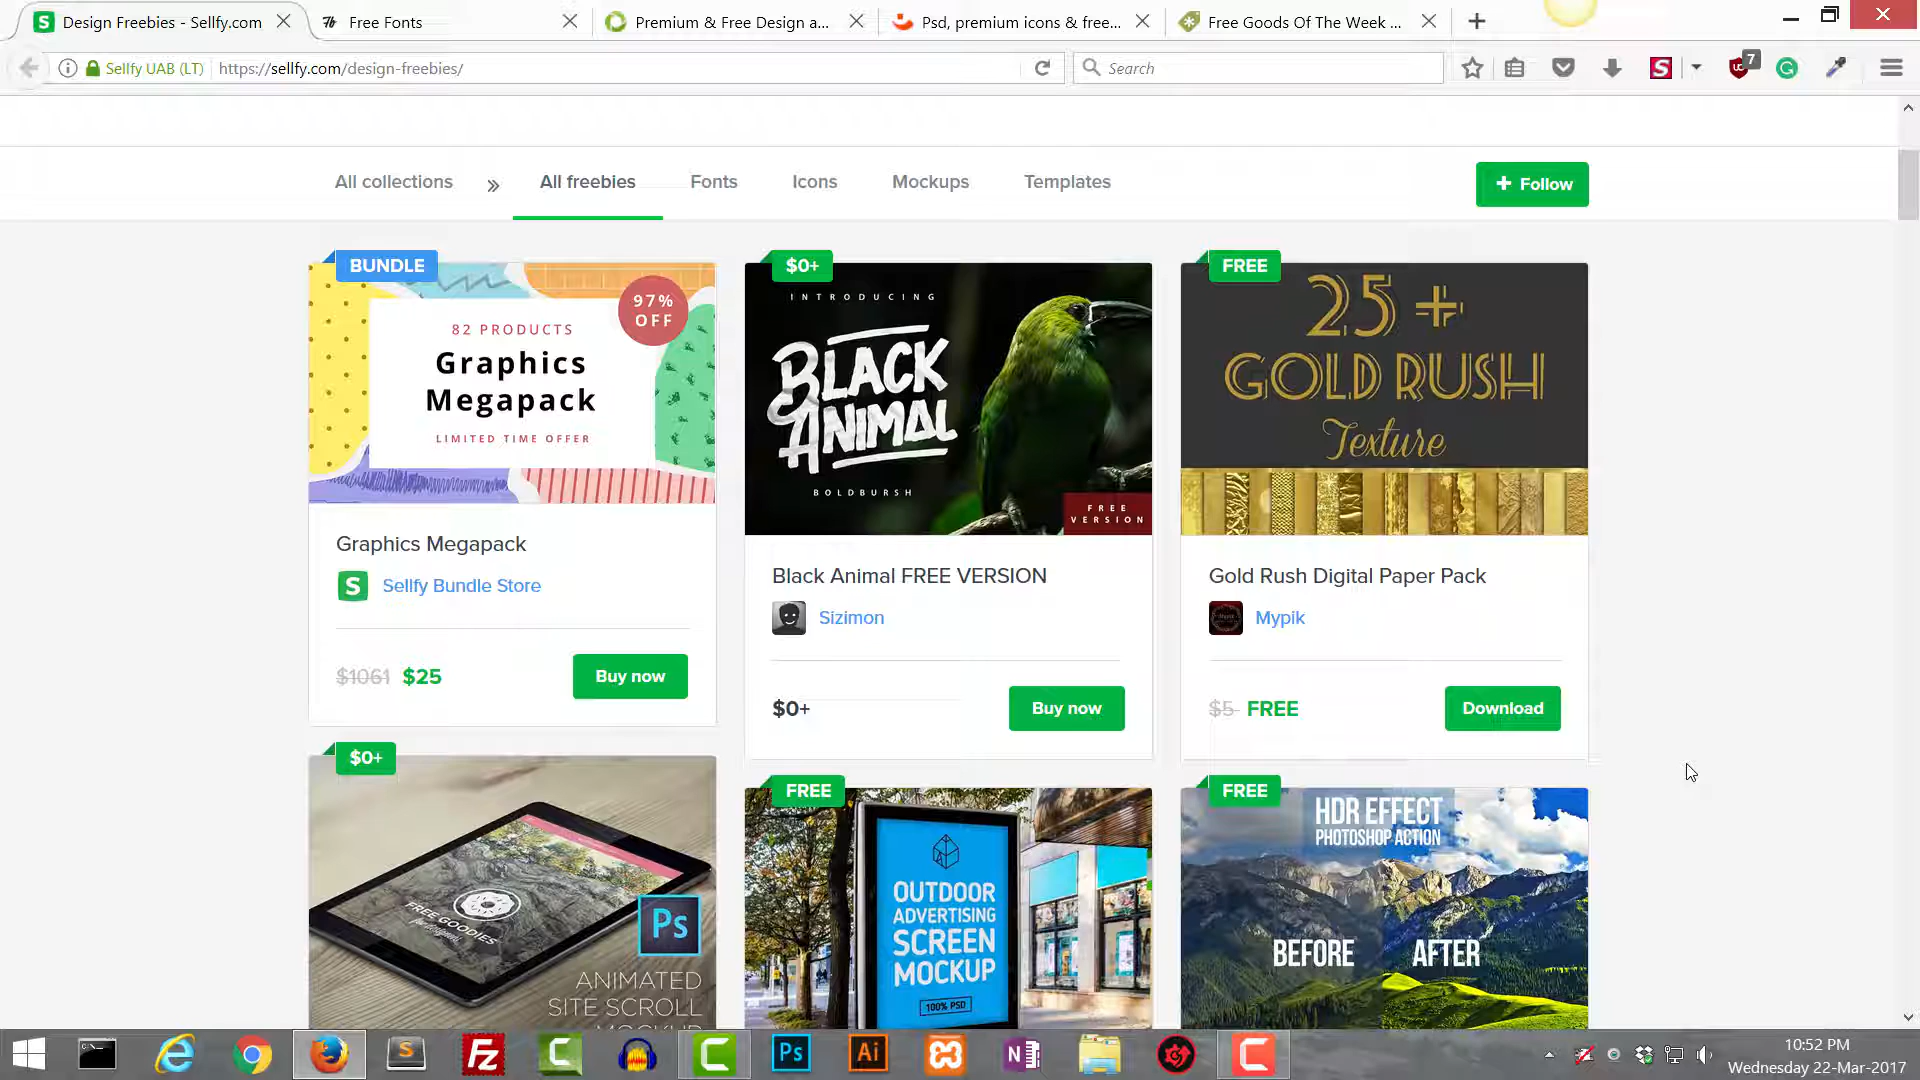 Design Freebies - Sellfy.com
Free Fonts
Premium & Free Design a...
Psd, premium icons & free...
Free Goods Of The Week ...
Sellfy UAB (LT)
https://sellfy.com/design-freebies/
Search
7
All collections
All freebies
Fonts
Icons
Mockups
Templates
+ Follow
BUNDLE
97% OFF
82 PRODUCTS
Graphics
Megapack
LIMITED TIME OFFER
Graphics Megapack
S
Sellfy Bundle Store
$1061 $25
Buy now
$0+
INTRODUCING
BLACK
ANIMAL
BOLDBURSH
FREE
VERSION
Black Animal FREE VERSION
Sizimon
$0+
Buy now
FREE
25 +
GOLD RUSH
Texture
Gold Rush Digital Paper Pack
Mypik
$5 FREE
Download
$0+
FREE GOODIES
Ps
ANIMATED
SITE SCROLL
MOCKUP
FREE
OUTDOOR
ADVERTISING
SCREEN
MOCKUP
100% PSD
FREE
HDR EFFECT
PHOTOSHOP ACTION
BEFORE
AFTER
Ps
Ai
10:52 PM
Wednesday 22-Mar-2017